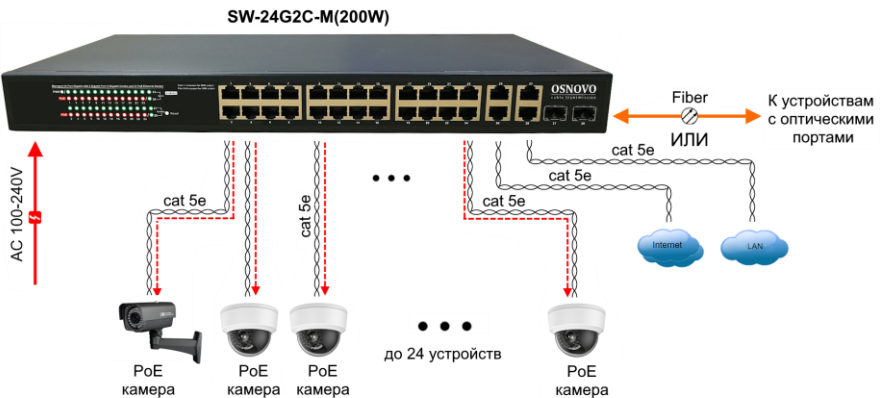 SW-24G2C-M(200W)
OSNOVO
Fiber
ИЛИ
К устройствам
с оптическими
портами
AC 100-240V
cat 5e
cat 5e
cat 5e
cat 5e
cat 5e
Internet
LAN
до 24 устройств
PoE
камера
PoE
камера
PoE
камера
PoE
камера